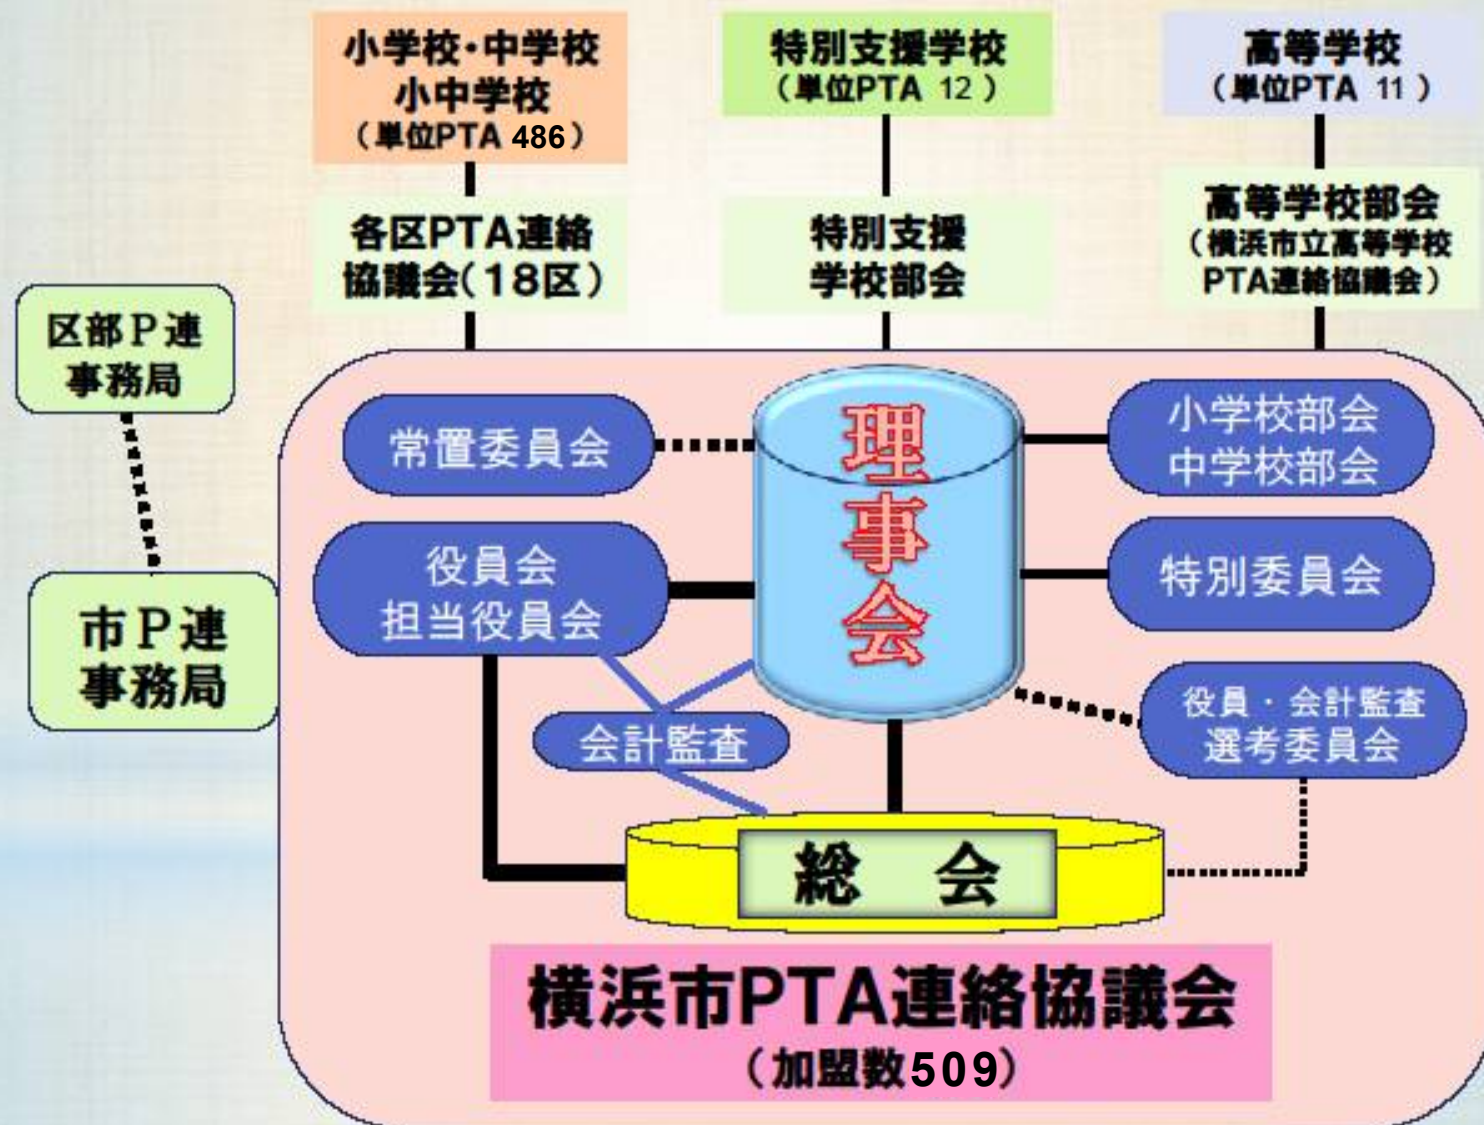 小学校・中学校
小中学校
（単位PTA 486）
特別支援学校
（単位PTA 12）
高等学校
（単位PTA 11）
各区PTA連絡
協議会（18区）
特別支援
学校部会
高等学校部会
（横浜市立高等学校
PTA連絡協議会）
区部Ｐ連
事務局
市Ｐ連
事務局
常置委員会
役員会
担当役員会
理事会
小学校部会
中学校部会
特別委員会
会計監査
役員・会計監査
選考委員会
総　会
横浜市PTA連絡協議会
（加盟数509）